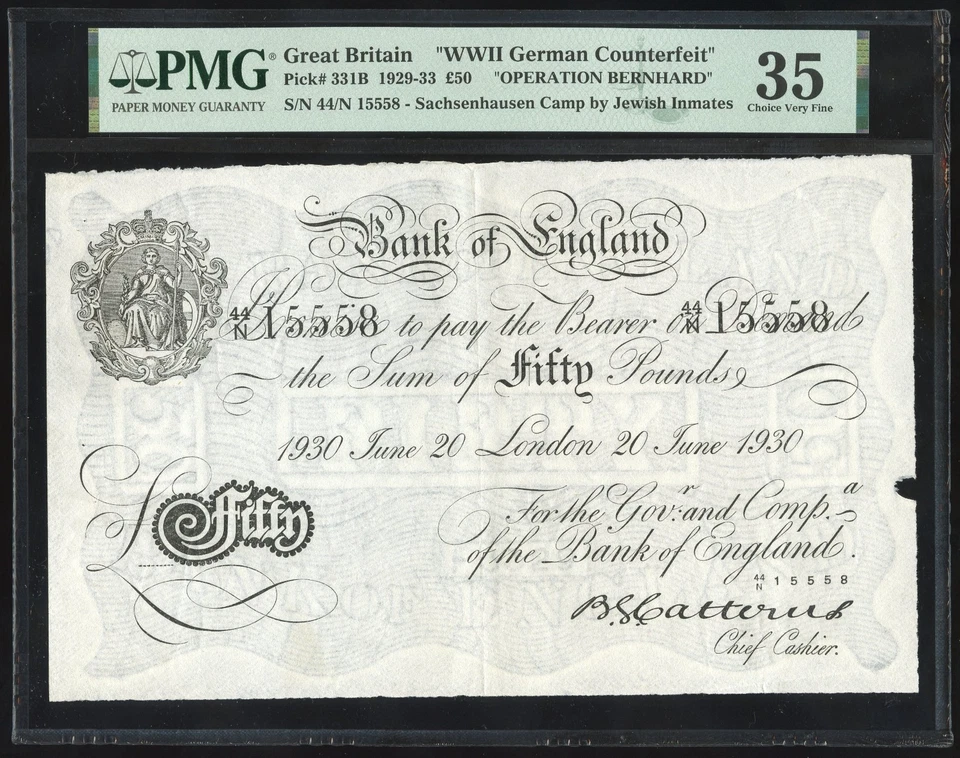 PMG®
PAPER MONEY GUARANTY
Great Britain "WWII German Counterfeit"
Pick# 331B 1929-33 £50 "OPERATION BERNHARD"
S/N 44/N 15558 - Sachsenhausen Camp by Jewish Inmates
35
Choice Very Fine
Bank of England
44/N 15558 to pay the Bearer on Demand 44/N 15558
the Sum of Fifty Pounds
1930 June 20 London 20 June 1930
£Fifty
For the Govr. and Compa.
of the Bank of England.
44/N 15558
B.G. Catterns
Chief Cashier.